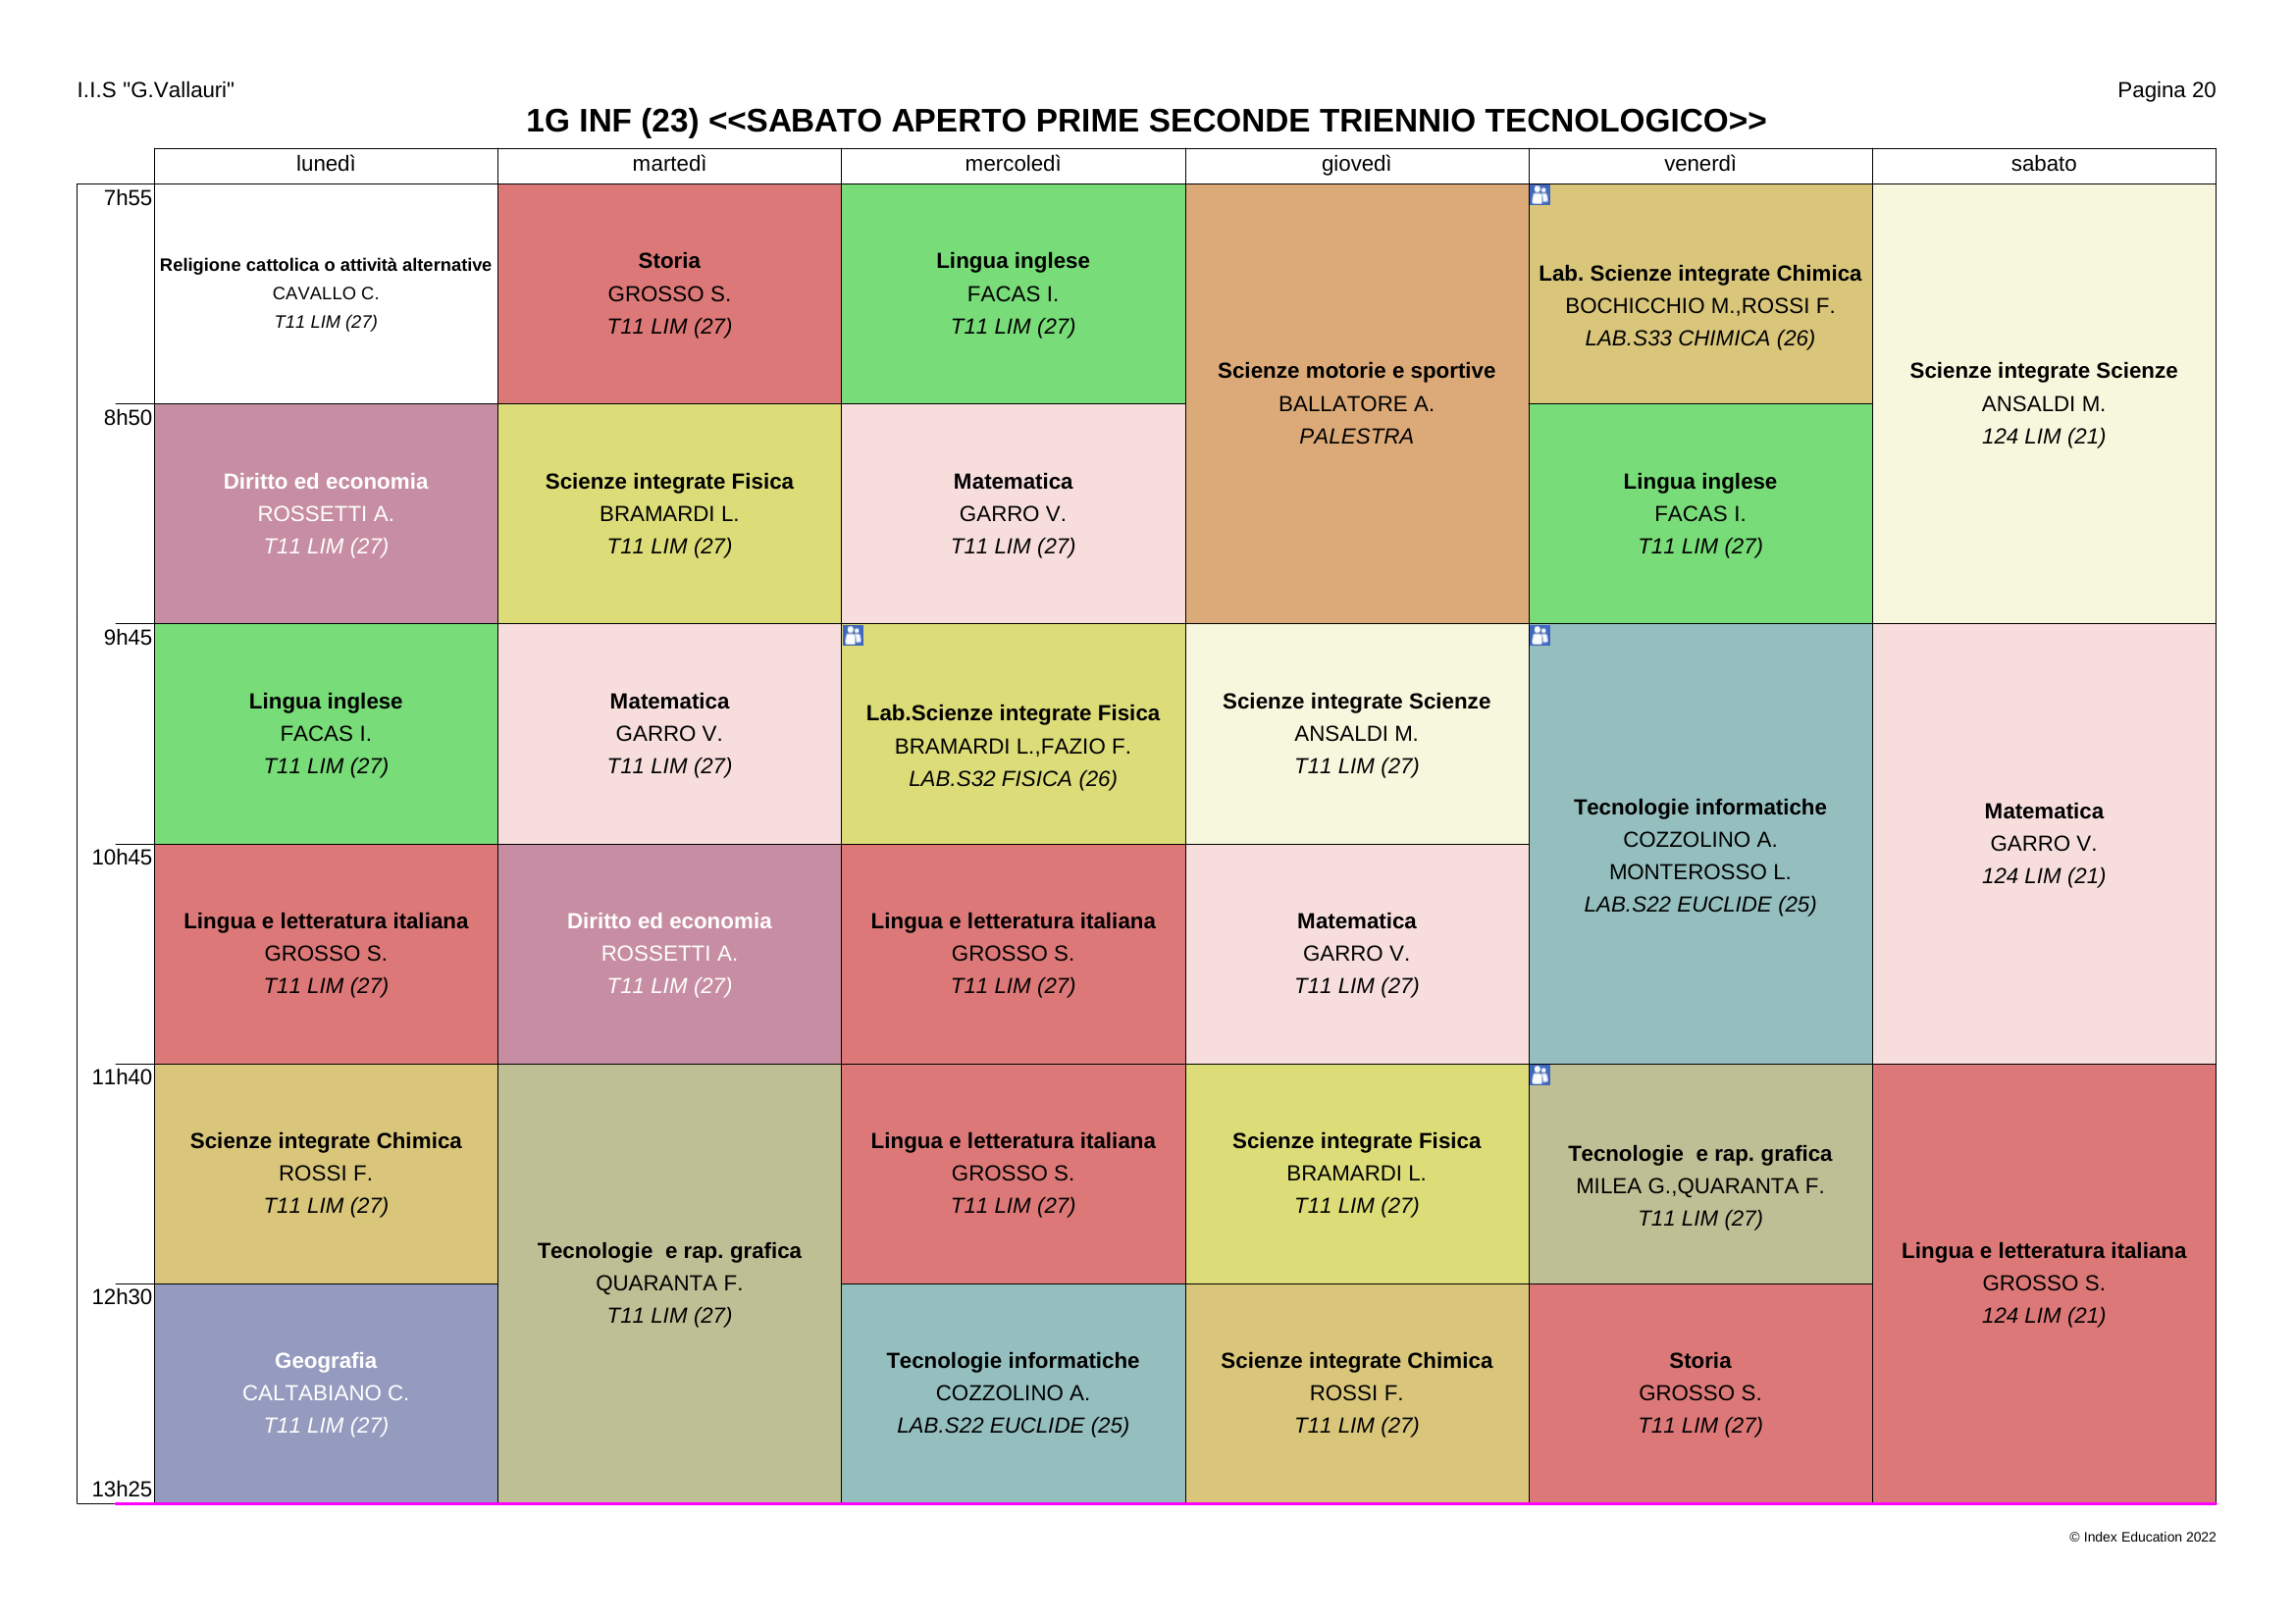 I.I.S "G.Vallauri"
Pagina 20
1G INF (23) <<SABATO APERTO PRIME SECONDE TRIENNIO TECNOLOGICO>>
lunedì
martedì
mercoledì
giovedì
venerdì
sabato
7h55
Religione cattolica o attività alternative
CAVALLO C.
T11 LIM (27)
Storia
GROSSO S.
T11 LIM (27)
Lingua inglese
FACAS I.
T11 LIM (27)
Scienze motorie e sportive
BALLATORE A.
PALESTRA
Lab. Scienze integrate Chimica
BOCHICCHIO M.,ROSSI F.
LAB.S33 CHIMICA (26)
Scienze integrate Scienze
ANSALDI M.
124 LIM (21)
8h50
Diritto ed economia
ROSSETTI A.
T11 LIM (27)
Scienze integrate Fisica
BRAMARDI L.
T11 LIM (27)
Matematica
GARRO V.
T11 LIM (27)
Lingua inglese
FACAS I.
T11 LIM (27)
9h45
Lingua inglese
FACAS I.
T11 LIM (27)
Matematica
GARRO V.
T11 LIM (27)
Lab.Scienze integrate Fisica
BRAMARDI L.,FAZIO F.
LAB.S32 FISICA (26)
Scienze integrate Scienze
ANSALDI M.
T11 LIM (27)
Tecnologie informatiche
COZZOLINO A.
MONTEROSSO L.
LAB.S22 EUCLIDE (25)
Matematica
GARRO V.
124 LIM (21)
10h45
Lingua e letteratura italiana
GROSSO S.
T11 LIM (27)
Diritto ed economia
ROSSETTI A.
T11 LIM (27)
Lingua e letteratura italiana
GROSSO S.
T11 LIM (27)
Matematica
GARRO V.
T11 LIM (27)
11h40
Scienze integrate Chimica
ROSSI F.
T11 LIM (27)
Tecnologie  e rap. grafica
QUARANTA F.
T11 LIM (27)
Lingua e letteratura italiana
GROSSO S.
T11 LIM (27)
Scienze integrate Fisica
BRAMARDI L.
T11 LIM (27)
Tecnologie  e rap. grafica
MILEA G.,QUARANTA F.
T11 LIM (27)
Lingua e letteratura italiana
GROSSO S.
124 LIM (21)
12h30
Geografia
CALTABIANO C.
T11 LIM (27)
Tecnologie informatiche
COZZOLINO A.
LAB.S22 EUCLIDE (25)
Scienze integrate Chimica
ROSSI F.
T11 LIM (27)
Storia
GROSSO S.
T11 LIM (27)
13h25
© Index Education 2022